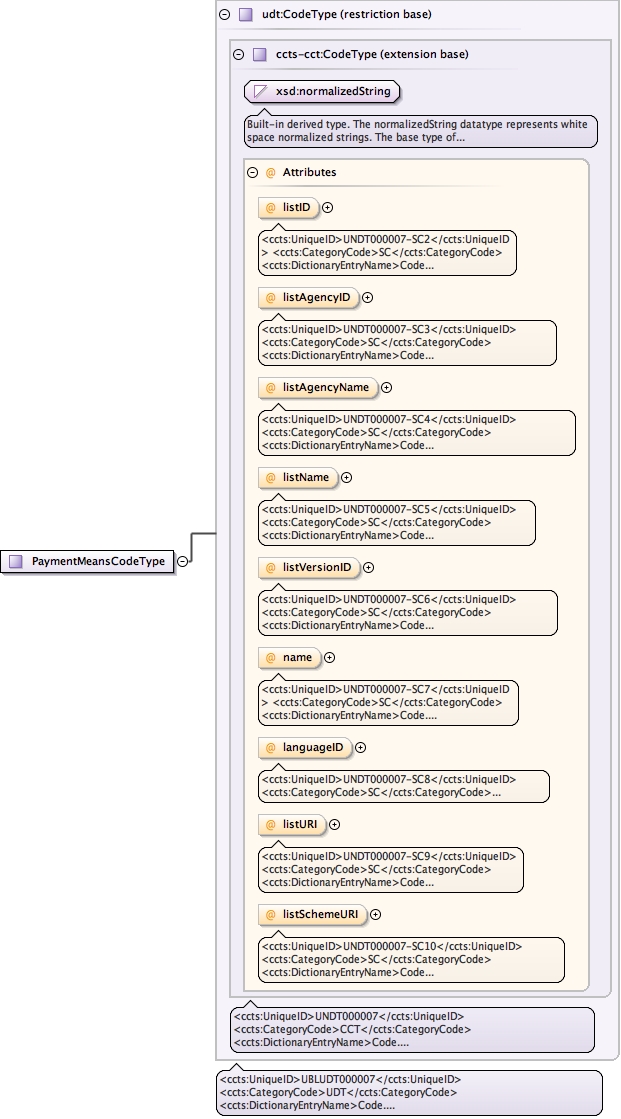 udt:CodeType (restriction base)
ccts-cct:CodeType (extension base)
xsd:normalizedString
Built-in derived type. The normalizedString datatype represents white
space normalized strings. The base type of...
@ Attributes
@ listID
<ccts:UniqueID>UNDT000007-SC2</ccts:UniqueID
> <ccts:CategoryCode>SC</ccts:CategoryCode>
<ccts:DictionaryEntryName>Code...
@ listAgencyID
<ccts:UniqueID>UNDT000007-SC3</ccts:UniqueID>
<ccts:CategoryCode>SC</ccts:CategoryCode>
<ccts:DictionaryEntryName>Code...
@ listAgencyName
<ccts:UniqueID>UNDT000007-SC4</ccts:UniqueID>
<ccts:CategoryCode>SC</ccts:CategoryCode>
<ccts:DictionaryEntryName>Code...
@ listName
<ccts:UniqueID>UNDT000007-SC5</ccts:UniqueID>
<ccts:CategoryCode>SC</ccts:CategoryCode>
<ccts:DictionaryEntryName>Code...
PaymentMeansCodeType
@ listVersionID
<ccts:UniqueID>UNDT000007-SC6</ccts:UniqueID>
<ccts:CategoryCode>SC</ccts:CategoryCode>
<ccts:DictionaryEntryName>Code...
@ name
<ccts:UniqueID>UNDT000007-SC7</ccts:UniqueID
> <ccts:CategoryCode>SC</ccts:CategoryCode>
<ccts:DictionaryEntryName>Code....
@ languageID
<ccts:UniqueID>UNDT000007-SC8</ccts:UniqueID>
<ccts:CategoryCode>SC</ccts:CategoryCode>...
@ listURI
<ccts:UniqueID>UNDT000007-SC9</ccts:UniqueID>
<ccts:CategoryCode>SC</ccts:CategoryCode>
<ccts:DictionaryEntryName>Code...
@ listSchemeURI
<ccts:UniqueID>UNDT000007-SC10</ccts:UniqueID>
<ccts:CategoryCode>SC</ccts:CategoryCode>
<ccts:DictionaryEntryName>Code...
<ccts:UniqueID>UNDT000007</ccts:UniqueID>
<ccts:CategoryCode>CCT</ccts:CategoryCode>
<ccts:DictionaryEntryName>Code....
<ccts:UniqueID>UBLUDT000007</ccts:UniqueID>
<ccts:CategoryCode>UDT</ccts:CategoryCode>
<ccts:DictionaryEntryName>Code....